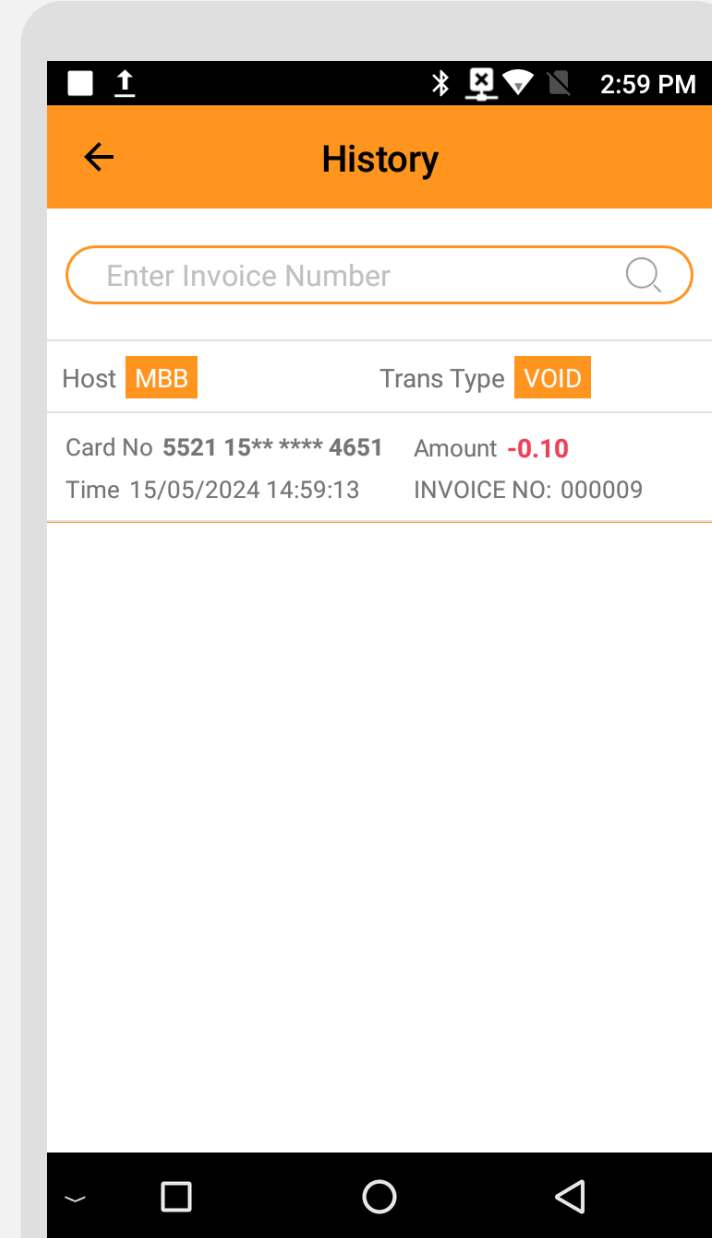 2:59 PM
History
Enter Invoice Number
Host MBB Trans Type VOID
Card No 5521 15** **** 4651 Amount -0.10
Time 15/05/2024 14:59:13 INVOICE NO: 000009